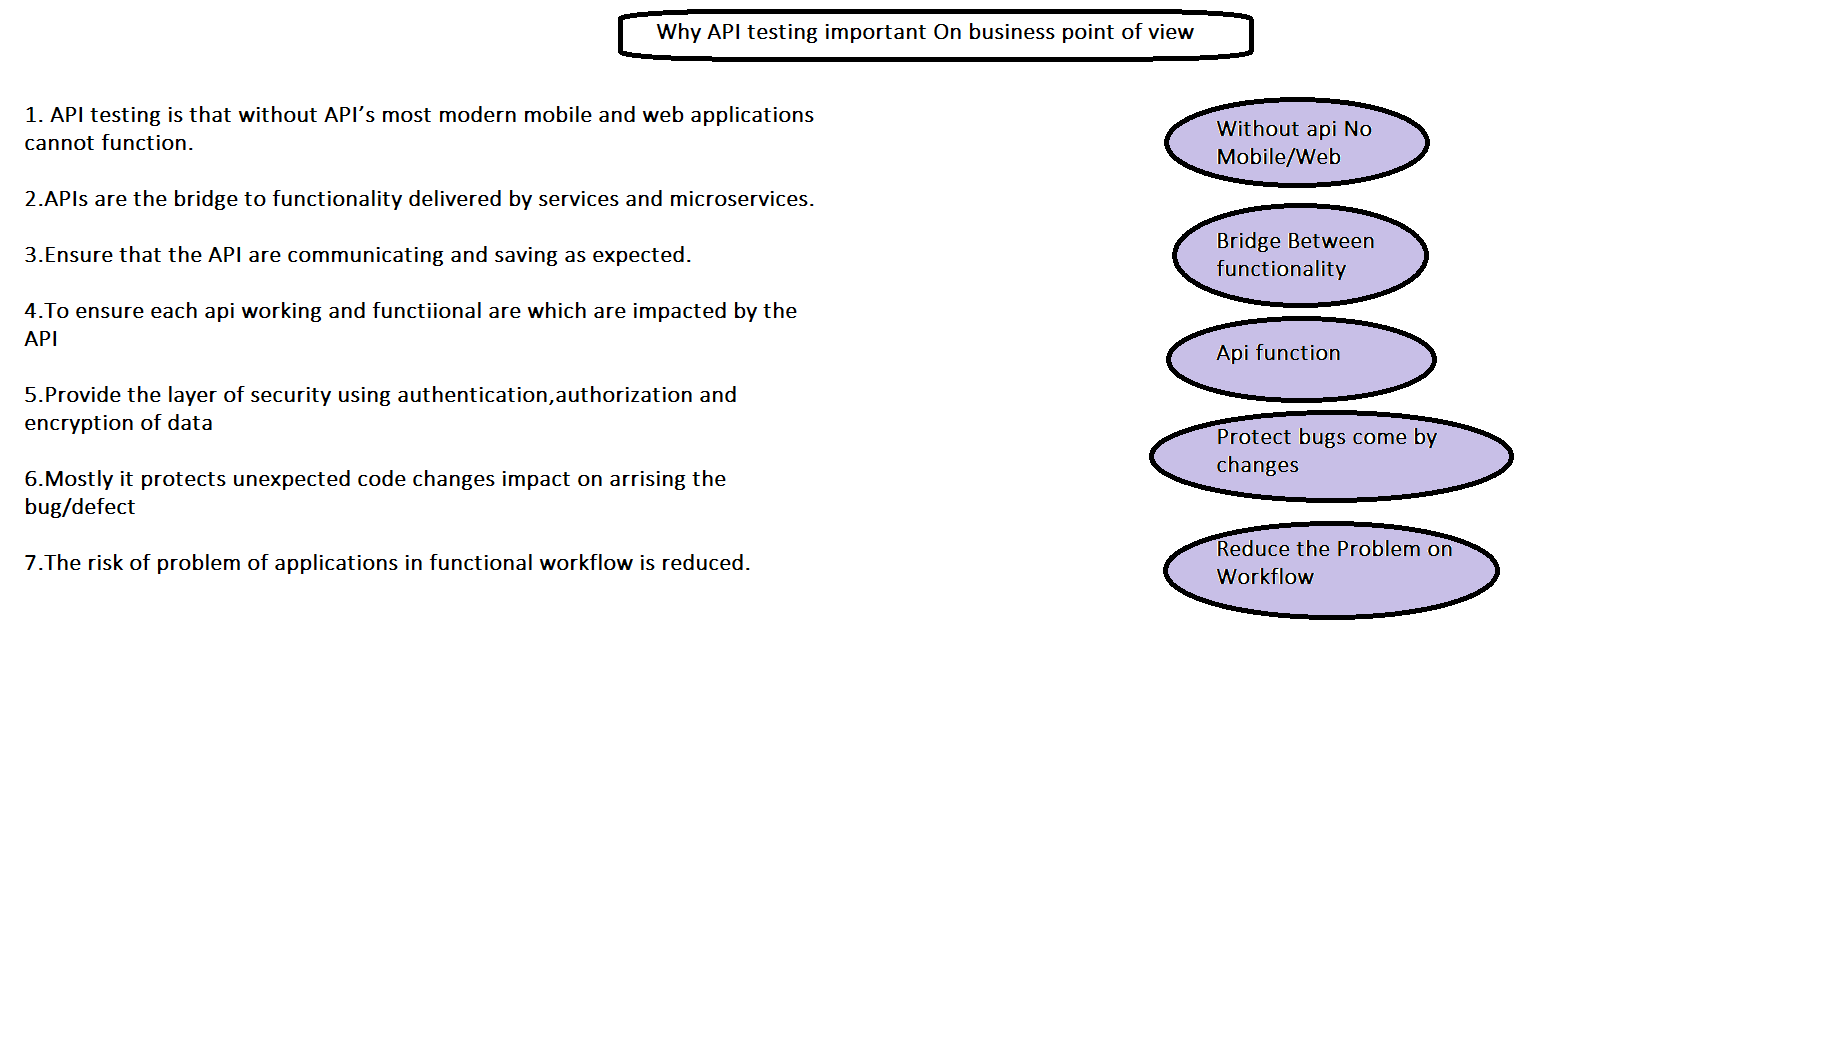 Why API testing important On business point of view
1. API testing is that without API’s most modern mobile and web applications
cannot function.
2.APIs are the bridge to functionality delivered by services and microservices.
3.Ensure that the API are communicating and saving as expected.
4.To ensure each api working and functiional are which are impacted by the
API
5.Provide the layer of security using authentication,authorization and
encryption of data
6.Mostly it protects unexpected code changes impact on arrising the
bug/defect
7.The risk of problem of applications in functional workflow is reduced.
Without api No
Mobile/Web
Bridge Between
functionality
Api function
Protect bugs come by
changes
Reduce the Problem on
Workflow